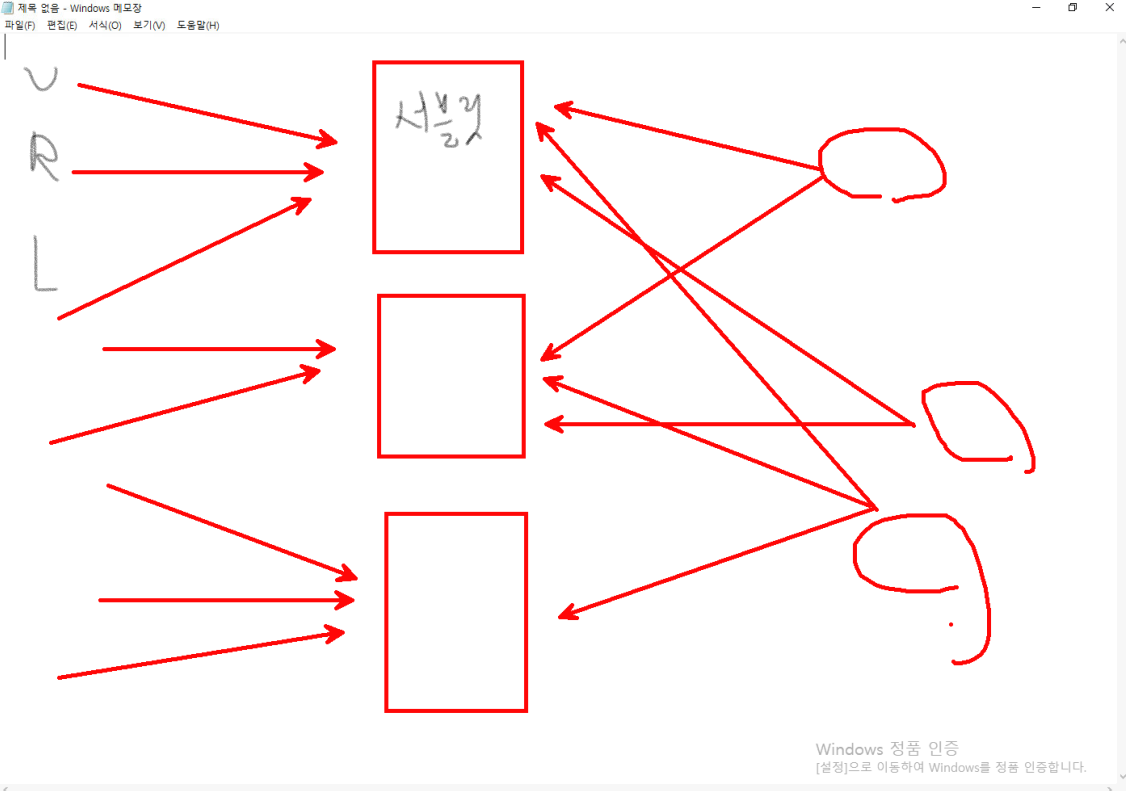 제목 없음 - Windows 메모장
파일(F) 편집(E) 서식(O) 보기(V) 도움말(H)
U
R
L
서블릿
Windows 정품 인증
[설정]으로 이동하여 Windows를 정품 인증합니다.